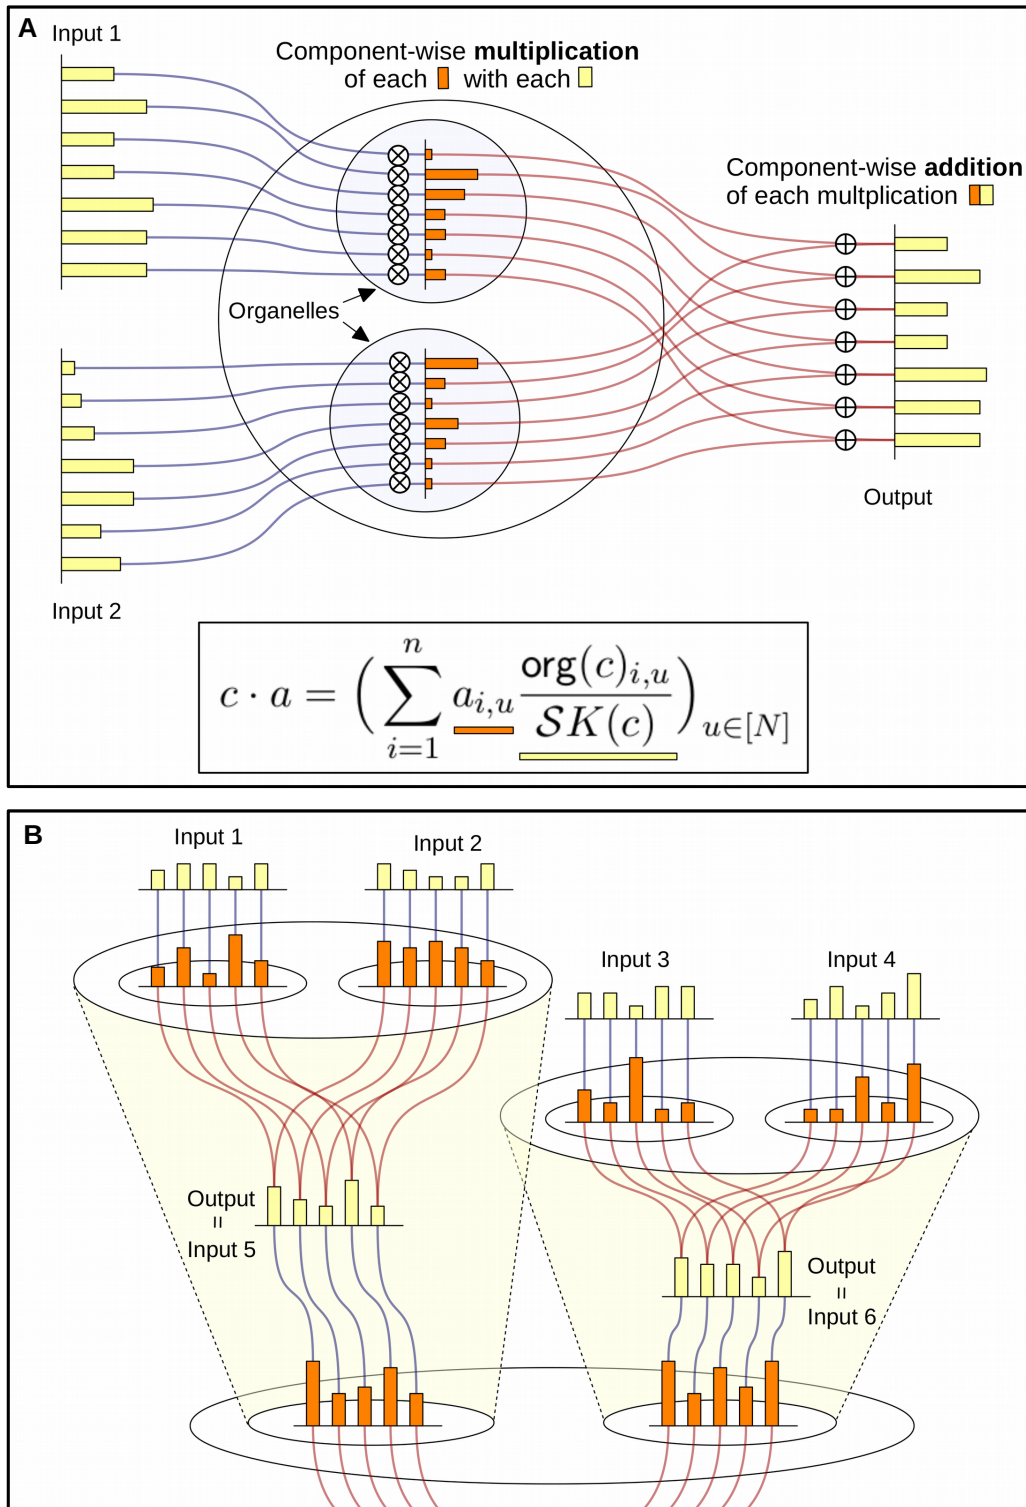 A
Input 1
Component-wise multiplication
of each with each
Component-wise addition
of each multplication
Organelles
Output
Input 2
c · a = ( ∑_{i=1}^{n} a_{i,u} \frac{org(c)_{i,u}}{𝒮K(c)} )_{u∈[N]}
B
Input 1
Input 2
Input 3
Input 4
Output
=
Input 5
Output
=
Input 6